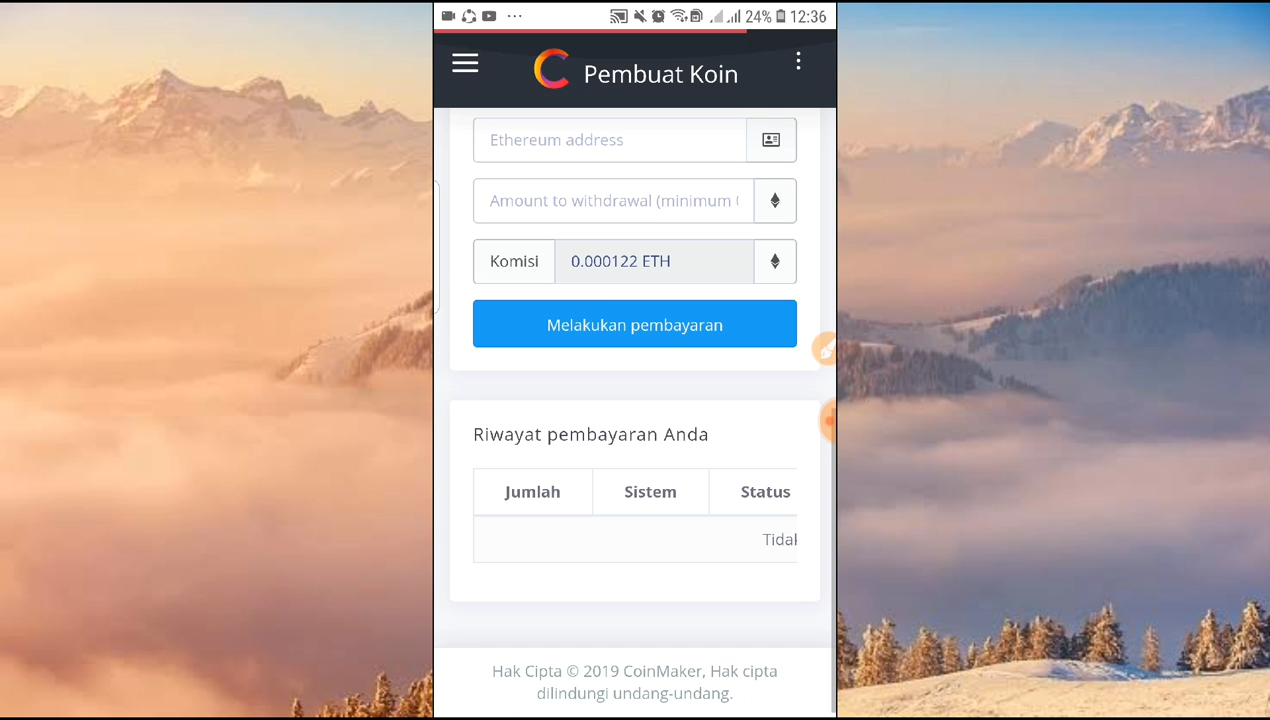 24% 12:36
Pembuat Koin
Ethereum address
Amount to withdrawal (minimum
Komisi 0.000122 ETH
Melakukan pembayaran
Riwayat pembayaran Anda
Jumlah Sistem Status
Tidak
Hak Cipta © 2019 CoinMaker, Hak cipta
dilindungi undang-undang.